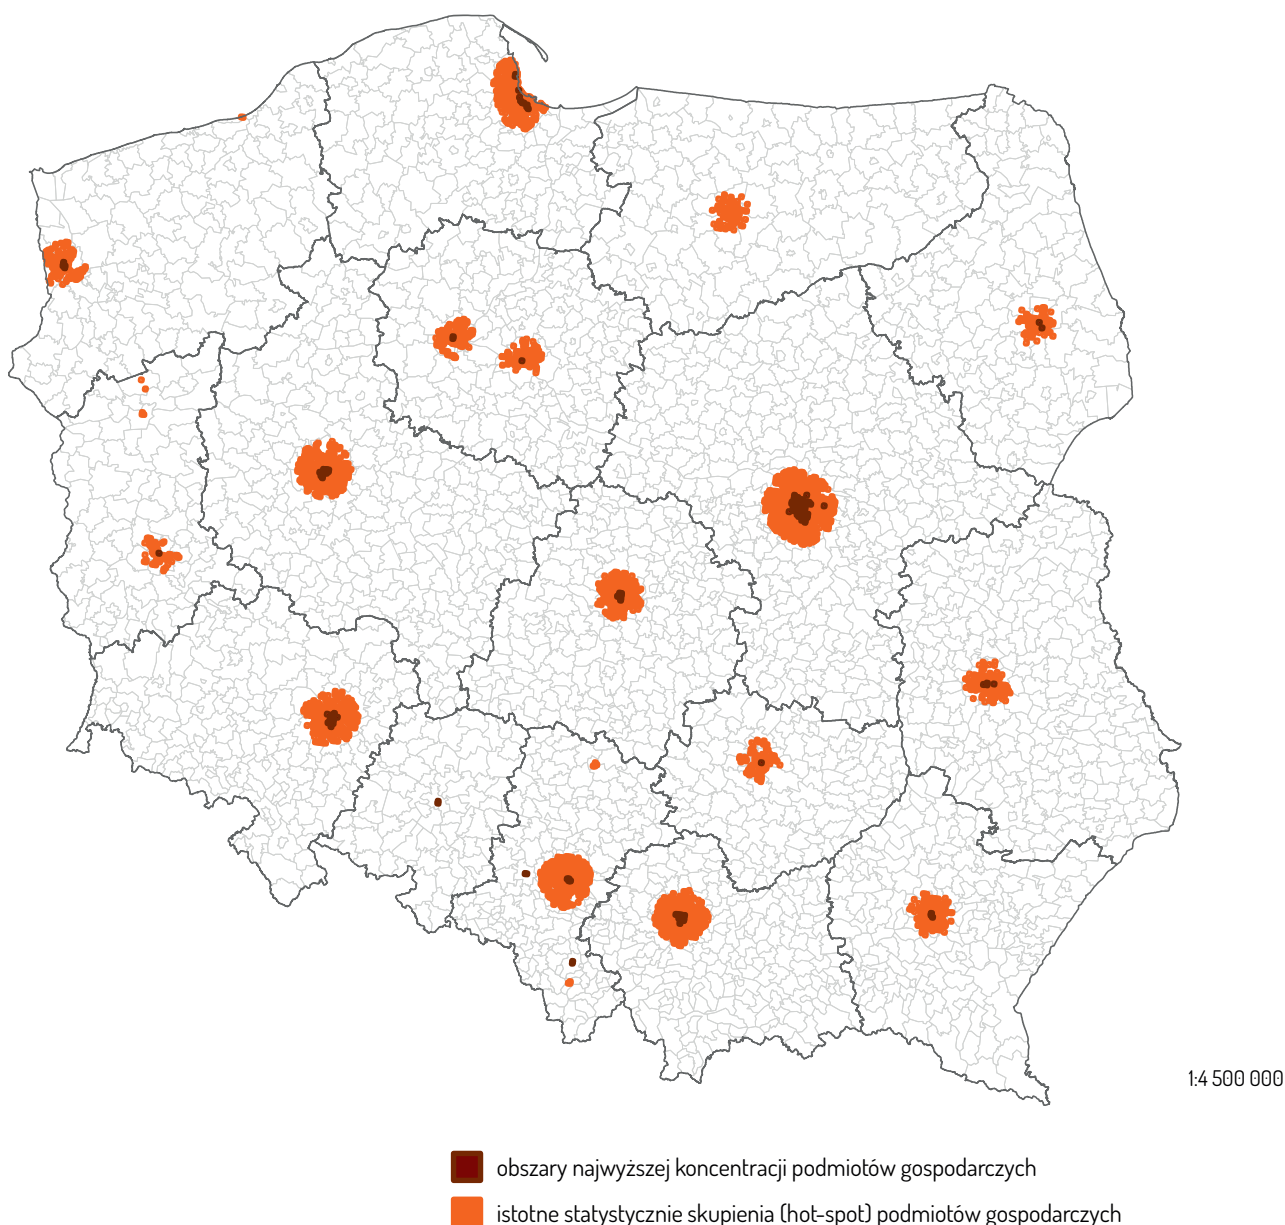 1:4 500 000
obszary najwyższej koncentracji podmiotów gospodarczych
istotne statystycznie skupienia (hot-spot) podmiotów gospodarczych